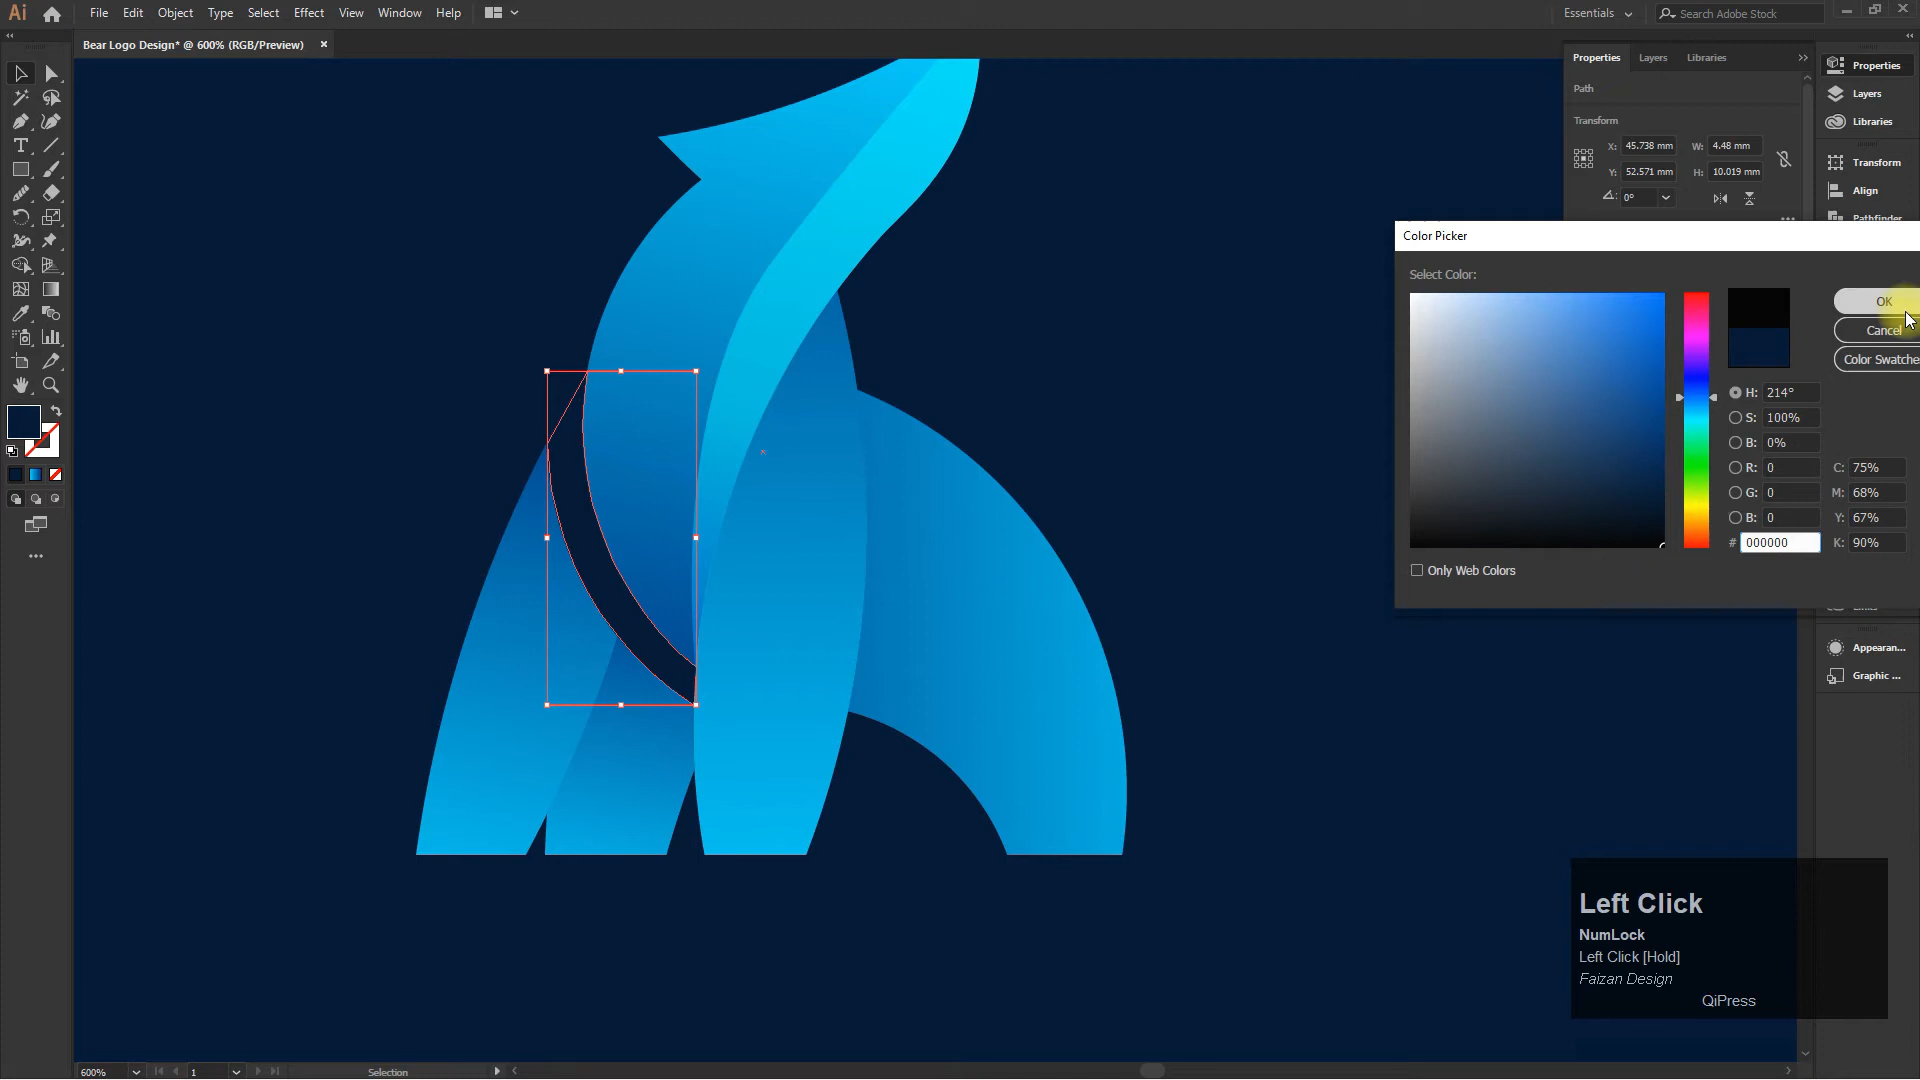 Ai File Edit Object Type Select Effect View Window Help Essentials Search Adobe Stock
Bear Logo Design* @ 600% (RGB/Preview) ×
Properties Layers Libraries
Path
Transform
X: 45.738 mm W: 4.48 mm
Y: 52.571 mm H: 10.019 mm
0°
Properties
Layers
Libraries
Transform
Align
Pathfinder
Color Picker
Select Color:
OK
Cancel
Color Swatches
H: 214°
S: 100%
B: 0%
R: 0 C: 75%
G: 0 M: 68%
B: 0 Y: 67%
# 000000 K: 90%
Only Web Colors
Appearan...
Graphic ...
Left Click
NumLock
Left Click [Hold]
Faizan Design
QiPress
600% 1 Selection